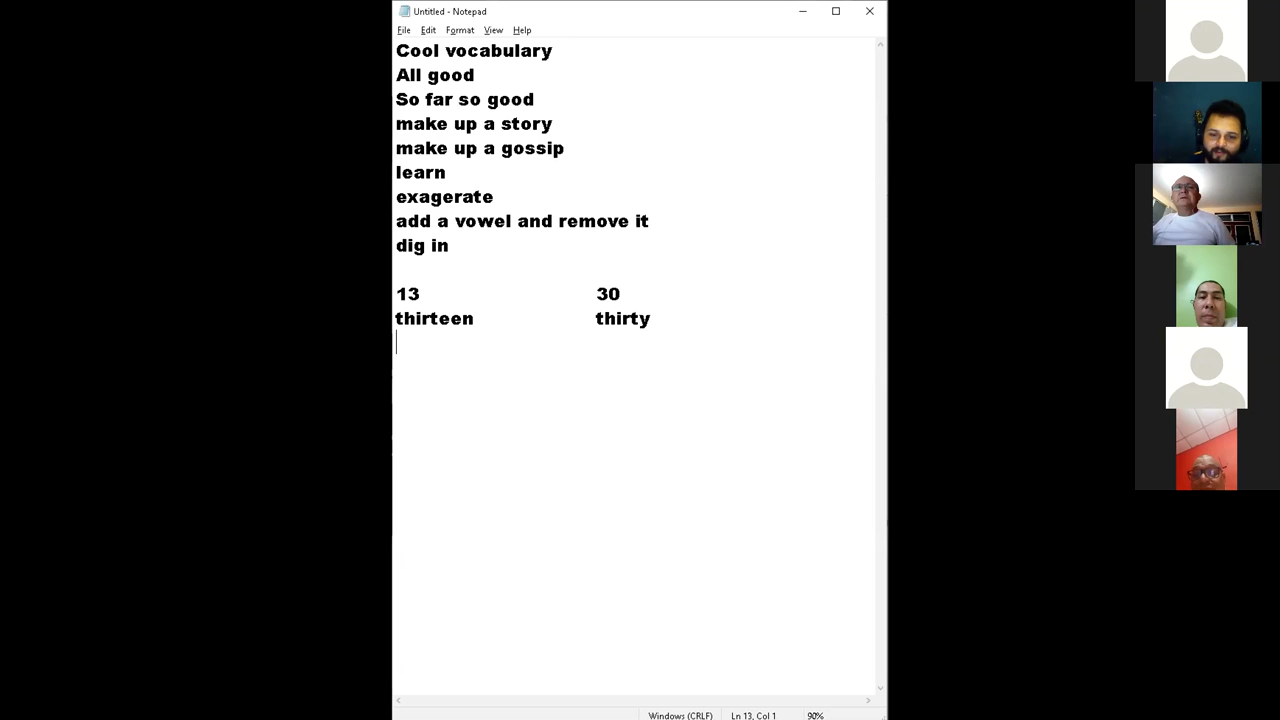 Untitled - Notepad
File Edit Format View Help
Cool vocabulary
All good
So far so good
make up a story
make up a gossip
learn
exagerate
add a vowel and remove it
dig in
13 30
thirteen thirty
Windows (CRLF) Ln 13, Col 1 90%